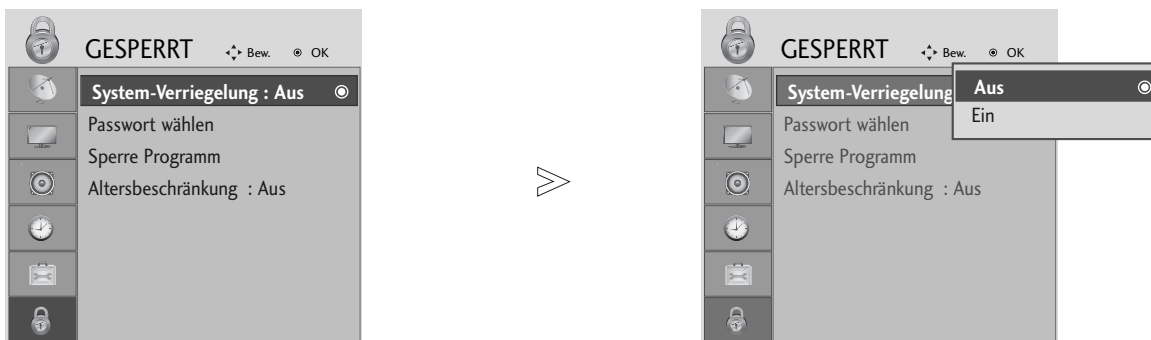 GESPERRT Bew. OK
System-Verriegelung : Aus
Passwort wählen
Sperre Programm
Altersbeschränkung : Aus
GESPERRT Bew. OK
System-Verriegelung Aus
Ein
Passwort wählen
Sperre Programm
Altersbeschränkung : Aus